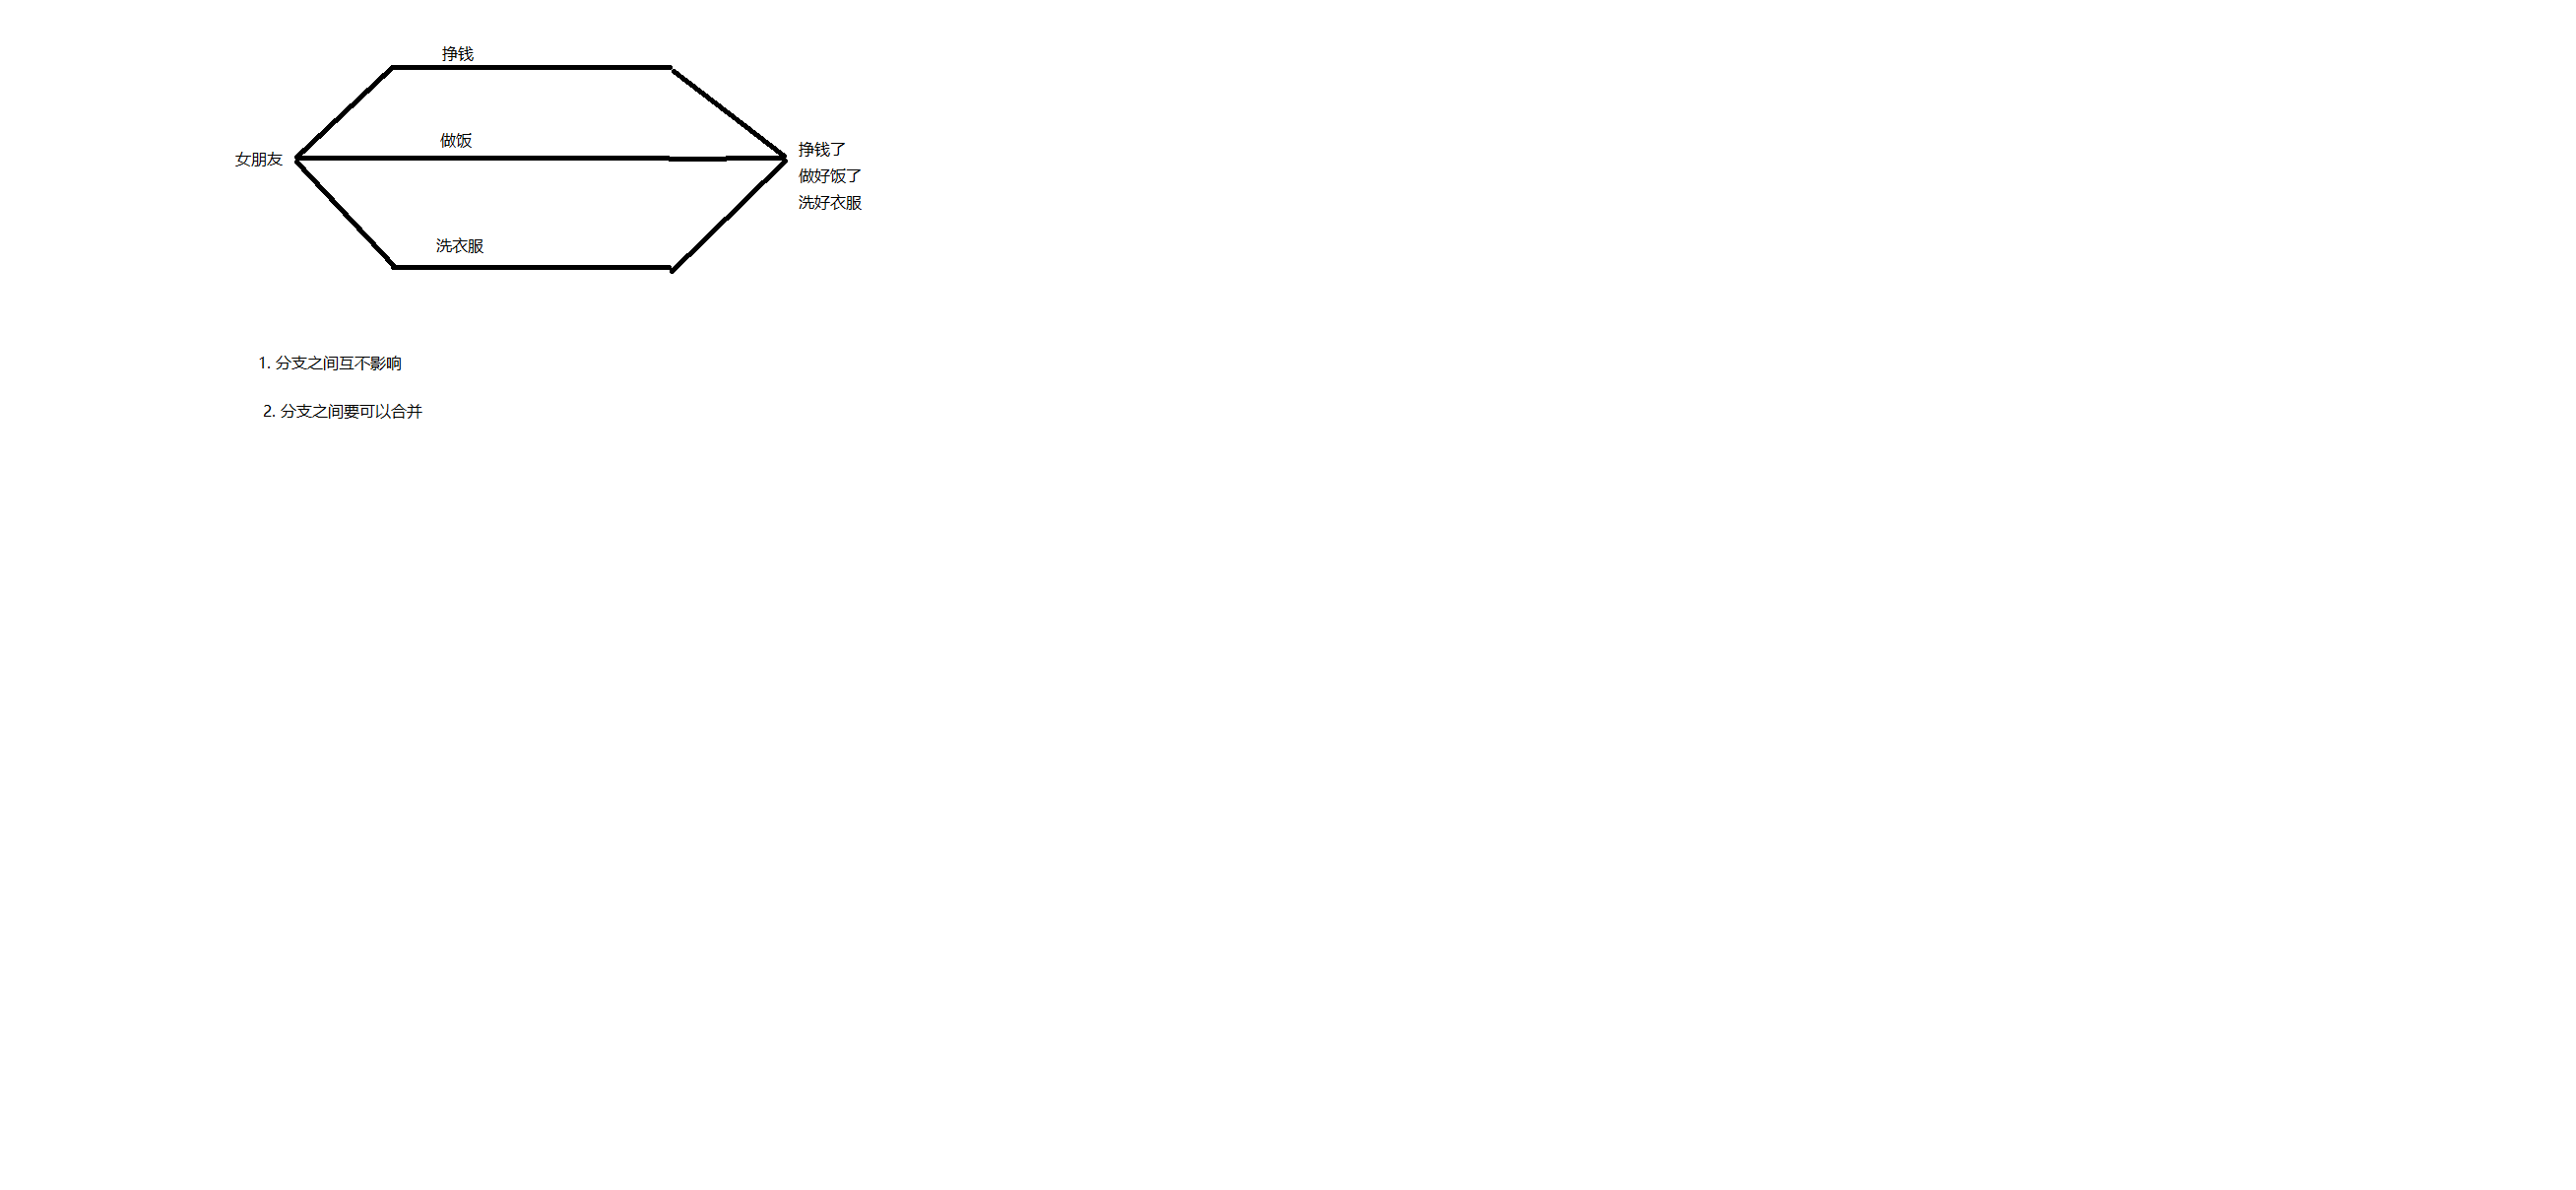 挣钱
做饭
女朋友
挣钱了
做好饭了
洗好衣服
洗衣服
1. 分支之间互不影响
2. 分支之间要可以合并